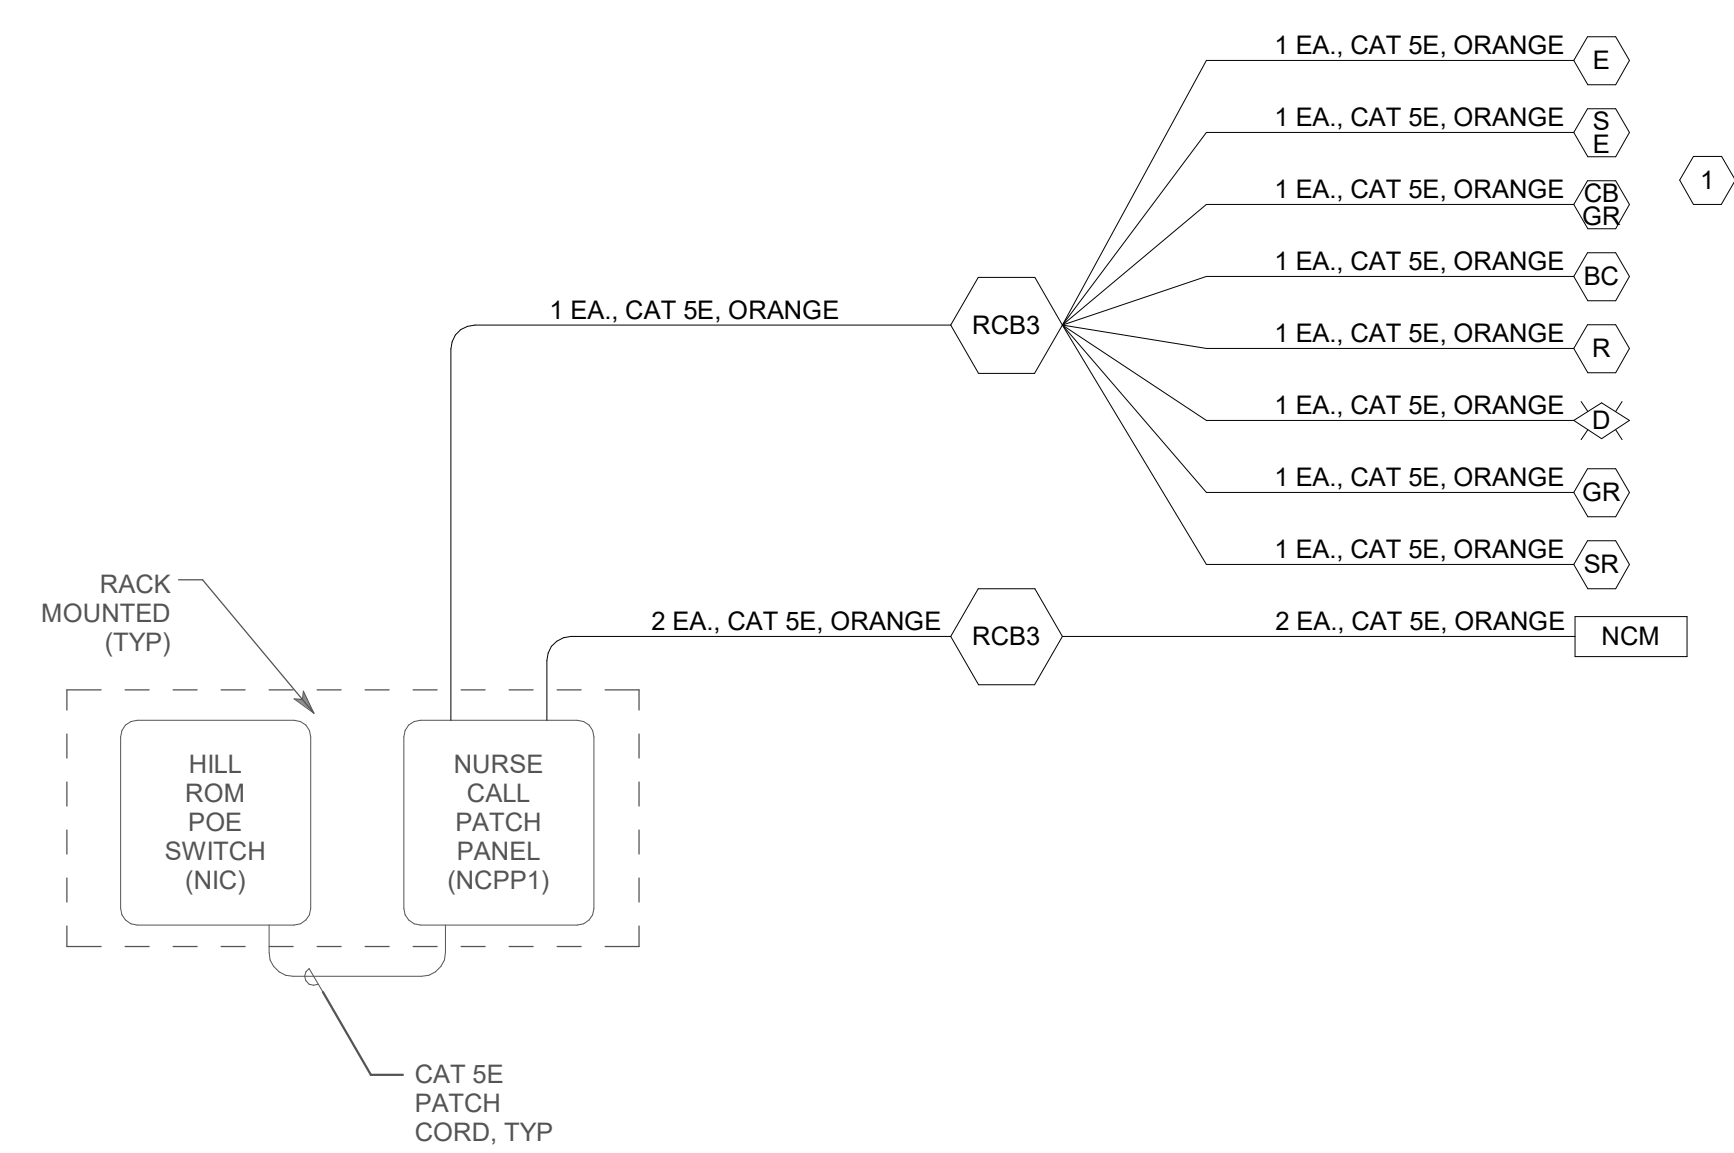 1 EA., CAT 5E, ORANGE
E
1 EA., CAT 5E, ORANGE
S
E
1 EA., CAT 5E, ORANGE
CB
GR
1
1 EA., CAT 5E, ORANGE
BC
1 EA., CAT 5E, ORANGE
RCB3
1 EA., CAT 5E, ORANGE
R
1 EA., CAT 5E, ORANGE
D
1 EA., CAT 5E, ORANGE
GR
1 EA., CAT 5E, ORANGE
SR
RACK
MOUNTED
(TYP)
2 EA., CAT 5E, ORANGE
RCB3
2 EA., CAT 5E, ORANGE
NCM
HILL
ROM
POE
SWITCH
(NIC)
NURSE
CALL
PATCH
PANEL
(NCPP1)
CAT 5E
PATCH
CORD, TYP